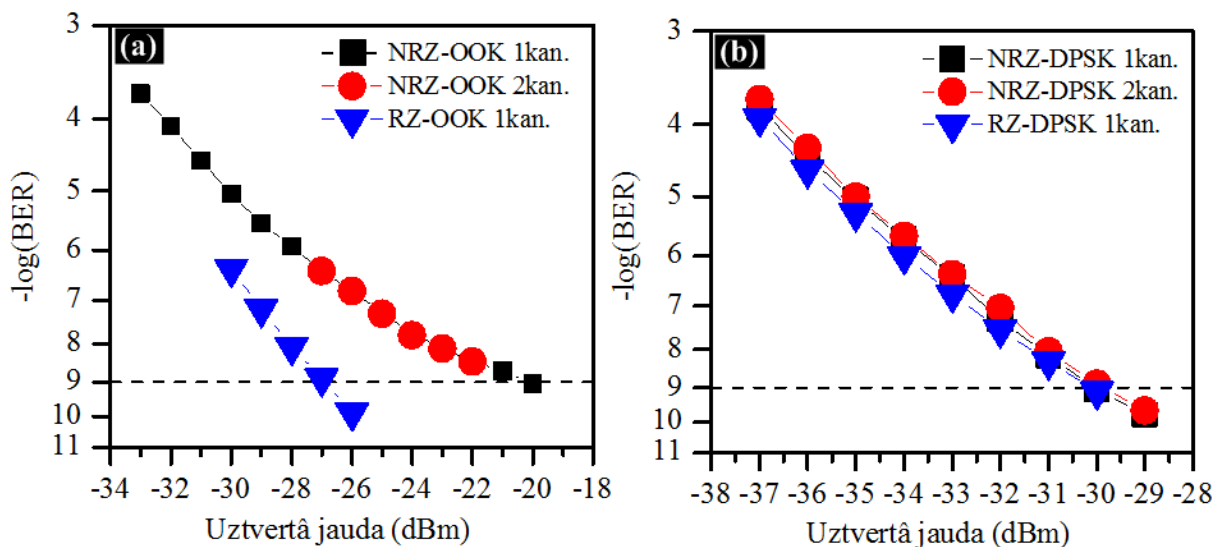 (a)
NRZ-OOK 1kan.
NRZ-OOK 2kan.
RZ-OOK 1kan.
-log(BER)
3
4
5
6
7
8
9
10
11
-34 -32 -30 -28 -26 -24 -22 -20 -18
Uztvertâ jauda (dBm)
(b)
NRZ-DPSK 1kan.
NRZ-DPSK 2kan.
RZ-DPSK 1kan.
-log(BER)
3
4
5
6
7
8
9
10
11
-38 -37 -36 -35 -34 -33 -32 -31 -30 -29 -28
Uztvertâ jauda (dBm)